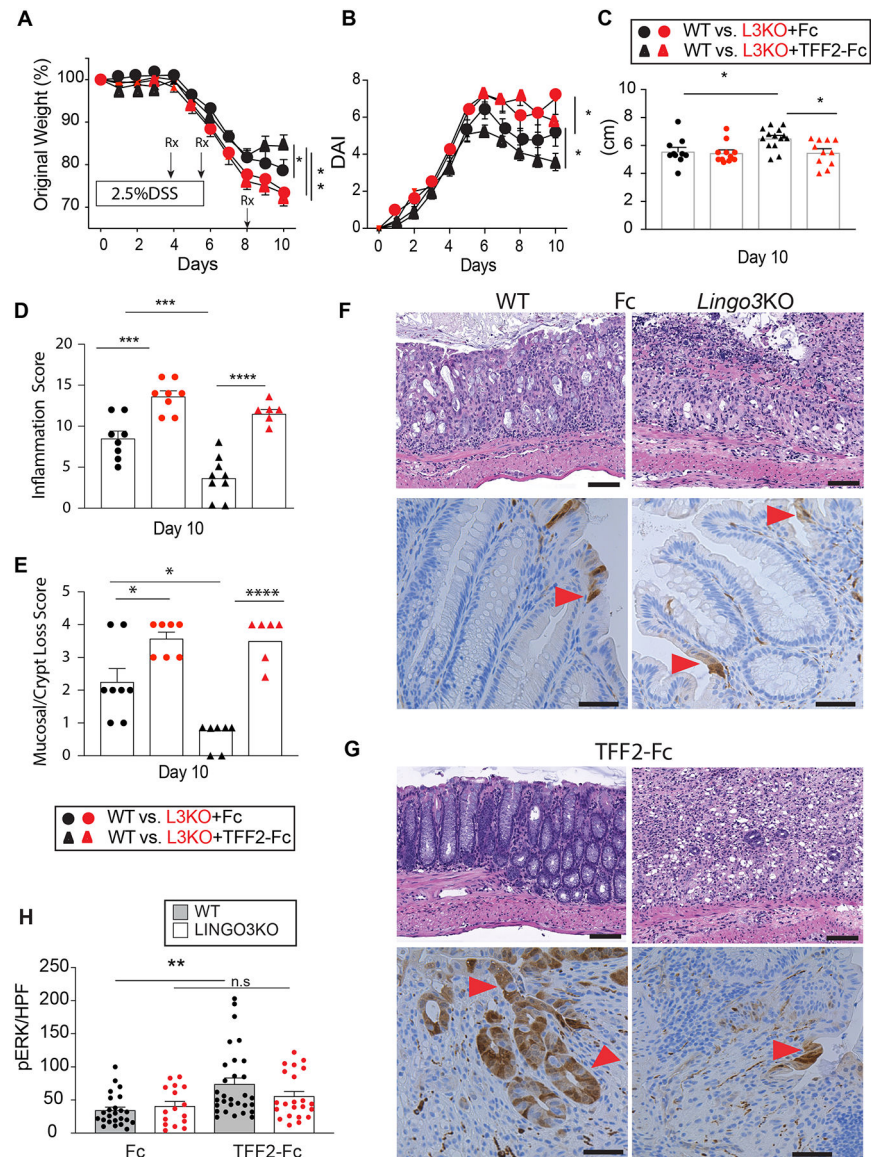 A
Original Weight (%)
100
90
80
70
Rx
Rx
2.5%DSS
Rx
*
*
*
0
2
4
6
8
10
Days
B
DAI
8
6
4
2
0
*
*
0
2
4
6
8
10
Days
C
WT vs. L3KO+Fc
WT vs. L3KO+TFF2-Fc
(cm)
10
8
6
4
2
0
*
*
Day 10
D
Inflammation Score
20
15
10
5
0
***
***
****
Day 10
E
Mucosal/Crypt Loss Score
5
4
3
2
1
0
*
*
****
Day 10
WT vs. L3KO+Fc
WT vs. L3KO+TFF2-Fc
F
WT
Fc
Lingo3KO
G
TFF2-Fc
H
WT
LINGO3KO
pERK/HPF
250
200
150
100
50
0
**
n.s
Fc
TFF2-Fc